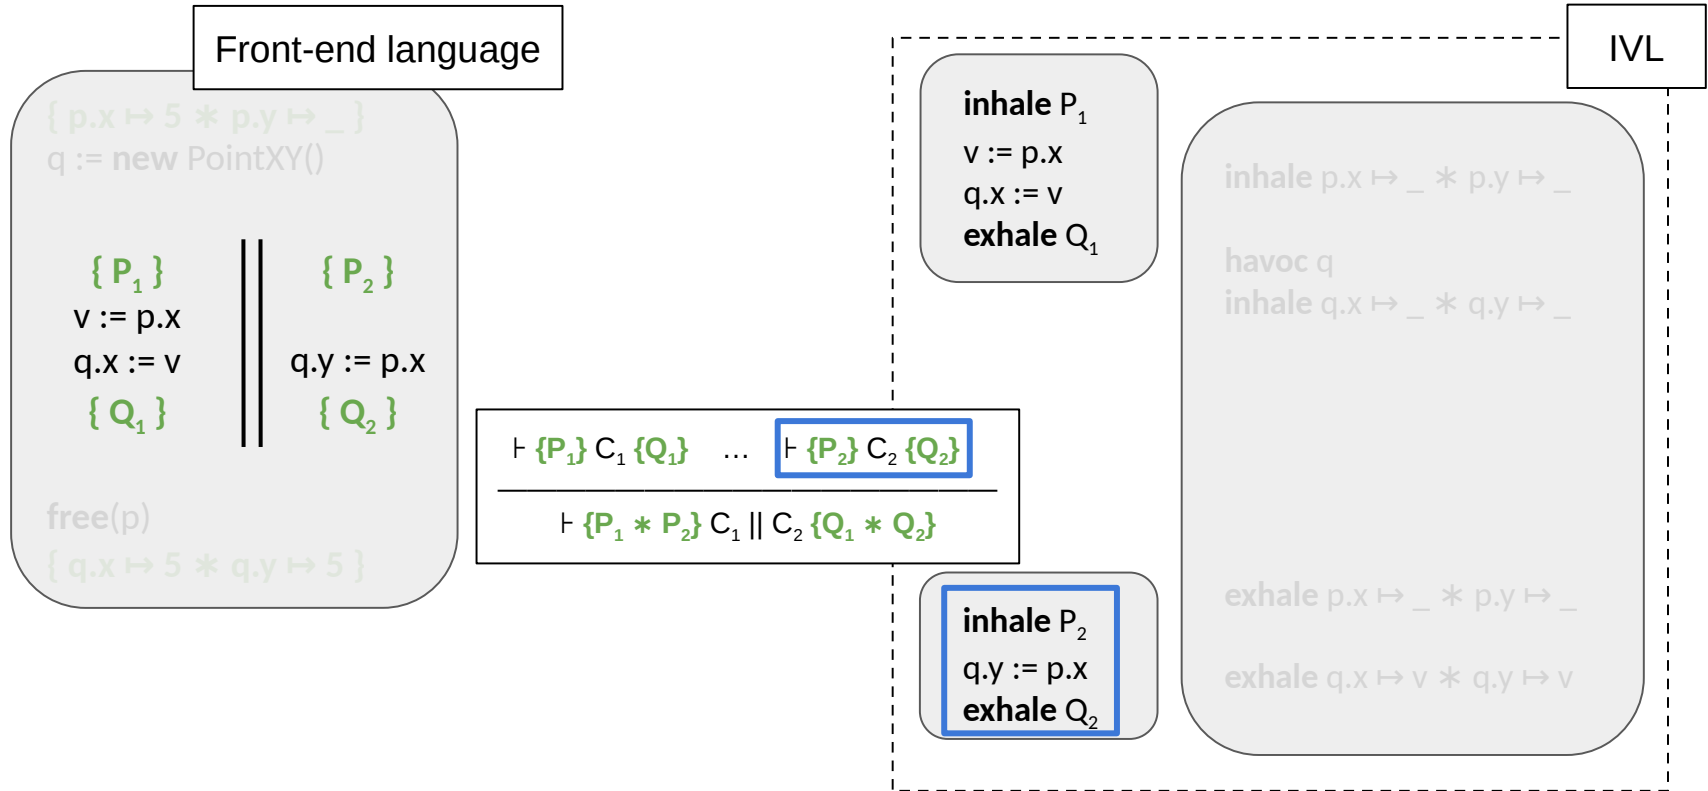 Front-end language
{ p.x ↦ 5 ∗ p.y ↦ _ }
q := new PointXY()
{ P₁ }
v := p.x
q.x := v
{ Q₁ }
{ P₂ }
q.y := p.x
{ Q₂ }
free(p)
{ q.x ↦ 5 ∗ q.y ↦ 5 }
⊦ {P₁} C₁ {Q₁} … ⊦ {P₂} C₂ {Q₂}
⊦ {P₁ ∗ P₂} C₁ || C₂ {Q₁ ∗ Q₂}
IVL
inhale P₁
v := p.x
q.x := v
exhale Q₁
inhale P₂
q.y := p.x
exhale Q₂
inhale p.x ↦ _ ∗ p.y ↦ _
havoc q
inhale q.x ↦ _ ∗ q.y ↦ _
exhale p.x ↦ _ ∗ p.y ↦ _
exhale q.x ↦ v ∗ q.y ↦ v